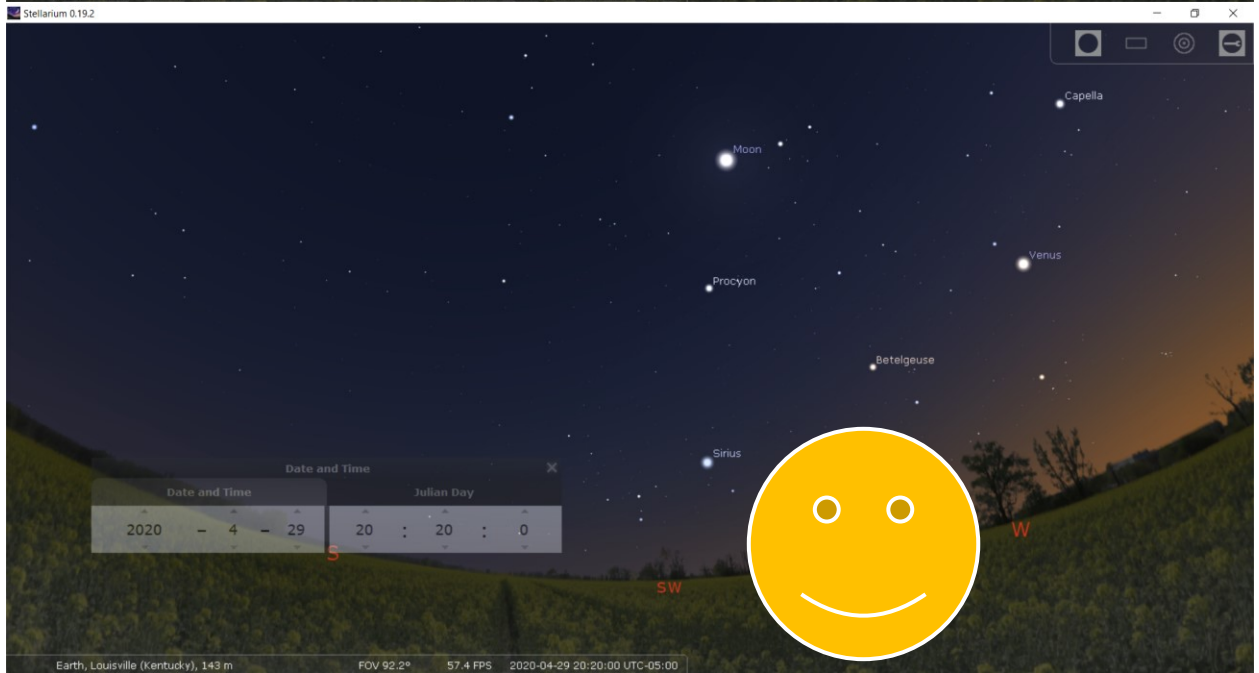 Stellarium 0.19.2
Capella
Moon
Venus
Procyon
Betelgeuse
Sirius
Date and Time
Date and Time Julian Day
2020 - 4 - 29 20 : 20 : 0
S
W
SW
Earth, Louisville (Kentucky), 143 m FOV 92.2° 57.4 FPS 2020-04-29 20:20:00 UTC-05:00